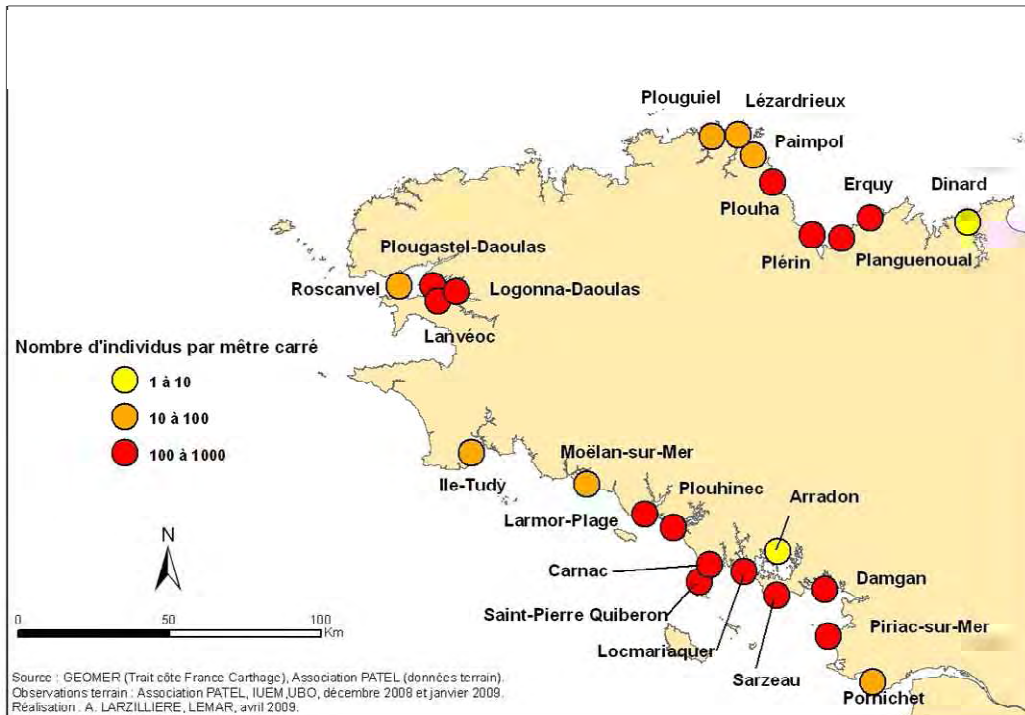 Plouguiel
Lézardrieux
Paimpol
Plouha
Erquy
Dinard
Plérin
Planguenoual
Plougastel-Daoulas
Roscanvel
Logonna-Daoulas
Lanvéoc
Nombre d'individus par mêtre carré
1 à 10
10 à 100
100 à 1000
Ile-Tudy
Moëlan-sur-Mer
Plouhinec
Arradon
Larmor-Plage
Carnac
Saint-Pierre Quiberon
Locmariaquer
Sarzeau
Damgan
Piriac-sur-Mer
Pornichet
N
0 50 100
Km
Source : GEOMER (Trait côte France Carthage), Association PATEL (données terrain).
Observations terrain : Association PATEL, IUEM,UBO, décembre 2008 et janvier 2009.
Réalisation : A. LARZILLIERE, LEMAR, avril 2009.